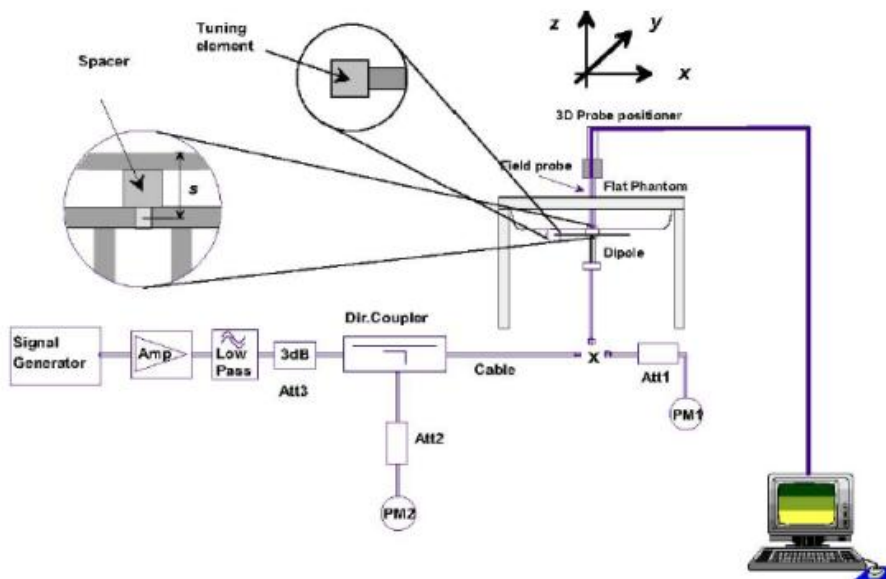 Tuning
element
Spacer
s
z
y
x
3D Probe positioner
Field probe
Flat Phantom
Dipole
Signal
Generator
Amp
Low
Pass
3dB
Att3
Dir.Coupler
Cable
x
Att1
PM1
Att2
PM2